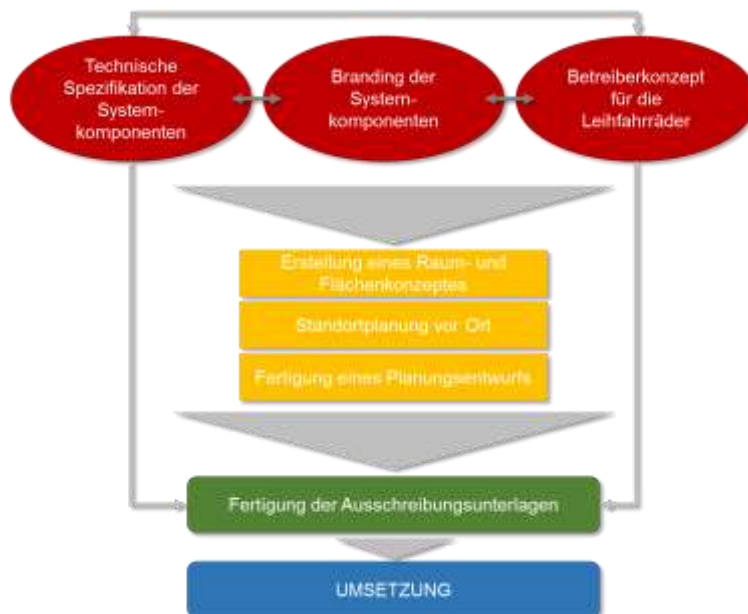 Technische
Spezifikation der
System-
komponenten
Branding der
System-
komponenten
Betreiberkonzept
für die
Leihfahrräder
Erstellung eines Raum- und
Flächenkonzeptes
Standortplanung vor Ort
Fertigung eines Planungsentwurfs
Fertigung der Ausschreibungsunterlagen
UMSETZUNG